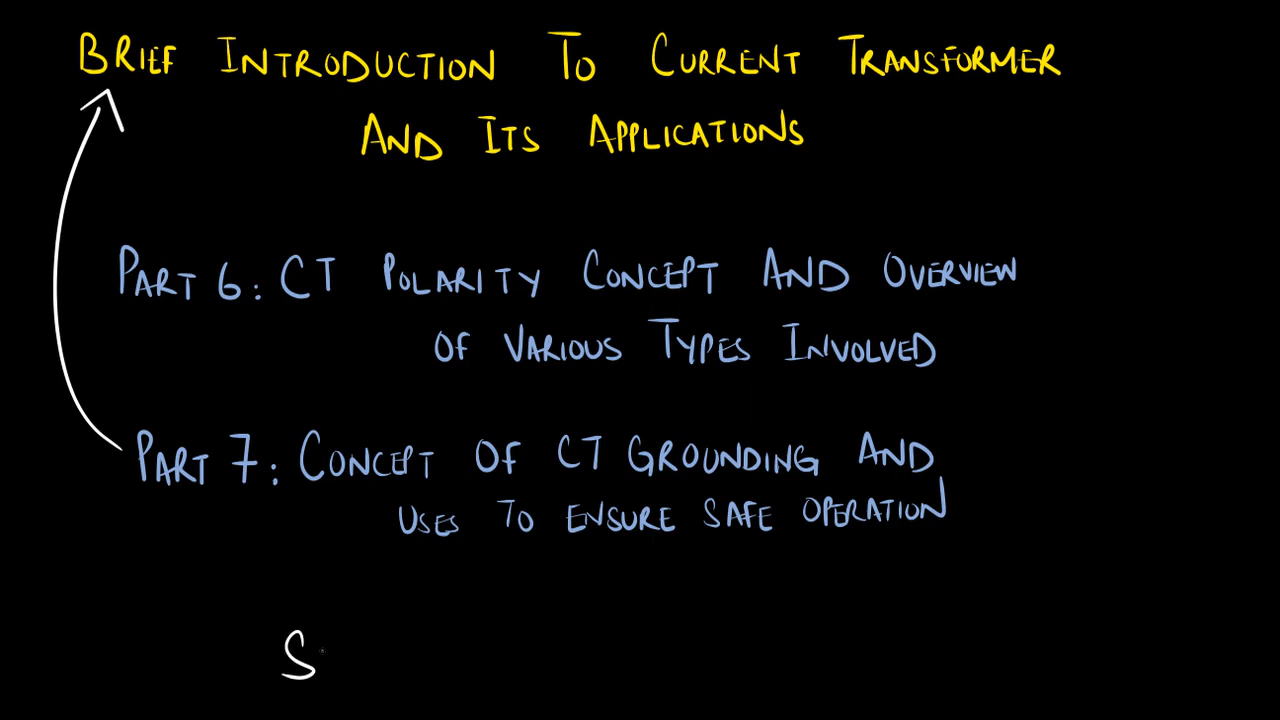 BRIEF INTRODUCTION TO CURRENT TRANSFORMER
AND ITS APPLICATIONS
PART 6: CT POLARITY CONCEPT AND OVERVIEW
OF VARIOUS TYPES INVOLVED
PART 7: CONCEPT OF CT GROUNDING AND
USES TO ENSURE SAFE OPERATION
S